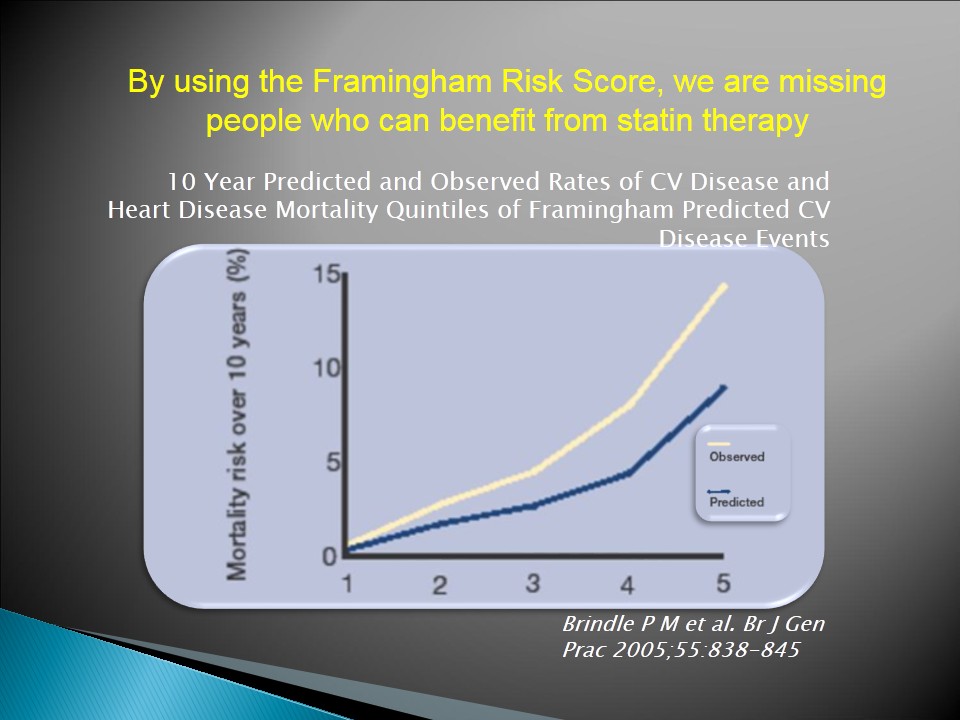 By using the Framingham Risk Score, we are missing
people who can benefit from statin therapy
10 Year Predicted and Observed Rates of CV Disease and
Heart Disease Mortality Quintiles of Framingham Predicted CV
Disease Events
Mortality risk over 10 years (%)
15
10
5
0
1 2 3 4 5
Observed
Predicted
Brindle P M et al. Br J Gen
Prac 2005;55:838-845